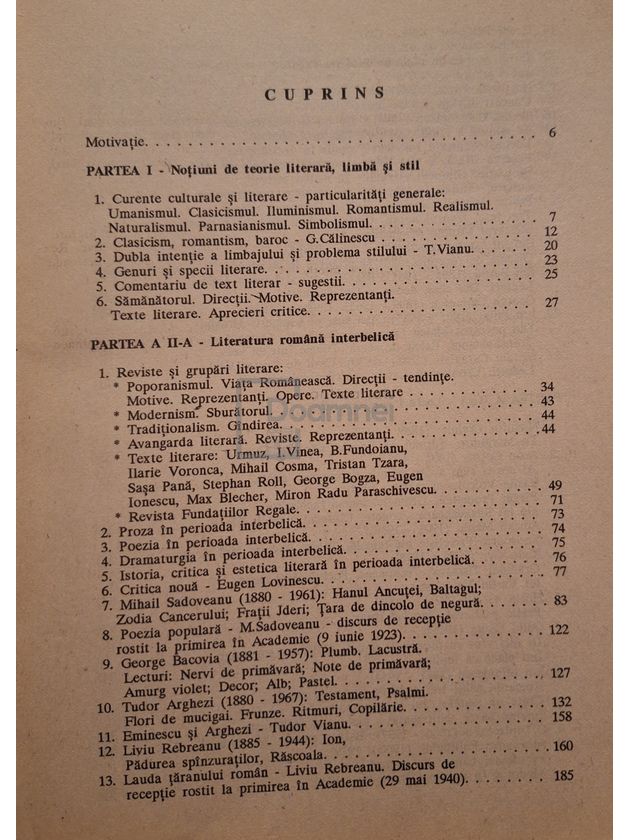 CUPRINS
Motivație. . . . . . . . . . . . . . . . . . . . . . . . . . . . . . . . . 6
PARTEA I - Noțiuni de teorie literară, limbă și stil
1. Curente culturale și literare - particularități generale:
Umanismul. Clasicismul. Iluminismul. Romantismul. Realismul.
Naturalismul. Parnasianismul. Simbolismul. . . . . . . . . . . . . . 7
2. Clasicism, romantism, baroc - G.Călinescu . . . . . . . . . . . . 12
3. Dubla intenție a limbajului și problema stilului - T.Vianu. . . . 20
4. Genuri și specii literare. . . . . . . . . . . . . . . . . . . . . 23
5. Comentariu de text literar - sugestii. . . . . . . . . . . . . . . 25
6. Sămănătorul. Direcții. Motive. Reprezentanți.
Texte literare. Aprecieri critice. . . . . . . . . . . . . . . . . . 27
PARTEA A II-A - Literatura română interbelică
1. Reviste și grupări literare:
* Poporanismul. Viața Românească. Direcții - tendințe.
Motive. Reprezentanți. Opere. Texte literare . . . . . . . . . . . . 34
* Modernism. Sburătorul. . . . . . . . . . . . . . . . . . . . . . . 43
* Tradiționalism. Gîndirea. . . . . . . . . . . . . . . . . . . . . 44
* Avangarda literară. Reviste. Reprezentanți. . . . . . . . . . . . 44
* Texte literare: Urmuz, I.Vinea, B.Fundoianu,
Ilarie Voronca, Mihail Cosma, Tristan Tzara,
Sașa Pană, Stephan Roll, George Bogza, Eugen
Ionescu, Max Blecher, Miron Radu Paraschivescu. . . . . . . . . . . 49
* Revista Fundațiilor Regale. . . . . . . . . . . . . . . . . . . . 71
2. Proza în perioada interbelică. . . . . . . . . . . . . . . . . . . 73
3. Poezia în perioada interbelică. . . . . . . . . . . . . . . . . . 74
4. Dramaturgia în perioada interbelică. . . . . . . . . . . . . . . . 75
5. Istoria, critica și estetica literară în perioada interbelică. . . 76
6. Critica nouă - Eugen Lovinescu. . . . . . . . . . . . . . . . . . 77
7. Mihail Sadoveanu (1880 - 1961): Hanul Ancuței, Baltagul;
Zodia Cancerului; Frații Jderi; Țara de dincolo de negură. . . . . . 83
8. Poezia populară - M.Sadoveanu - discurs de recepție
rostit la primirea în Academie (9 iunie 1923). . . . . . . . . . . . 122
9. George Bacovia (1881 - 1957): Plumb. Lacustră.
Lecturi: Nervi de primăvară; Note de primăvară;
Amurg violet; Decor; Alb; Pastel. . . . . . . . . . . . . . . . . . 127
10. Tudor Arghezi (1880 - 1967): Testament, Psalmi.
Flori de mucigai. Frunze. Ritmuri, Copilărie. . . . . . . . . . . . 132
11. Eminescu și Arghezi - Tudor Vianu. . . . . . . . . . . . . . . . 158
12. Liviu Rebreanu (1885 - 1944): Ion,
Pădurea spînzuraților, Răscoala. . . . . . . . . . . . . . . . . . . 160
13. Lauda țăranului român - Liviu Rebreanu. Discurs de
recepție rostit la primirea în Academie (29 mai 1940). . . . . . . . 185